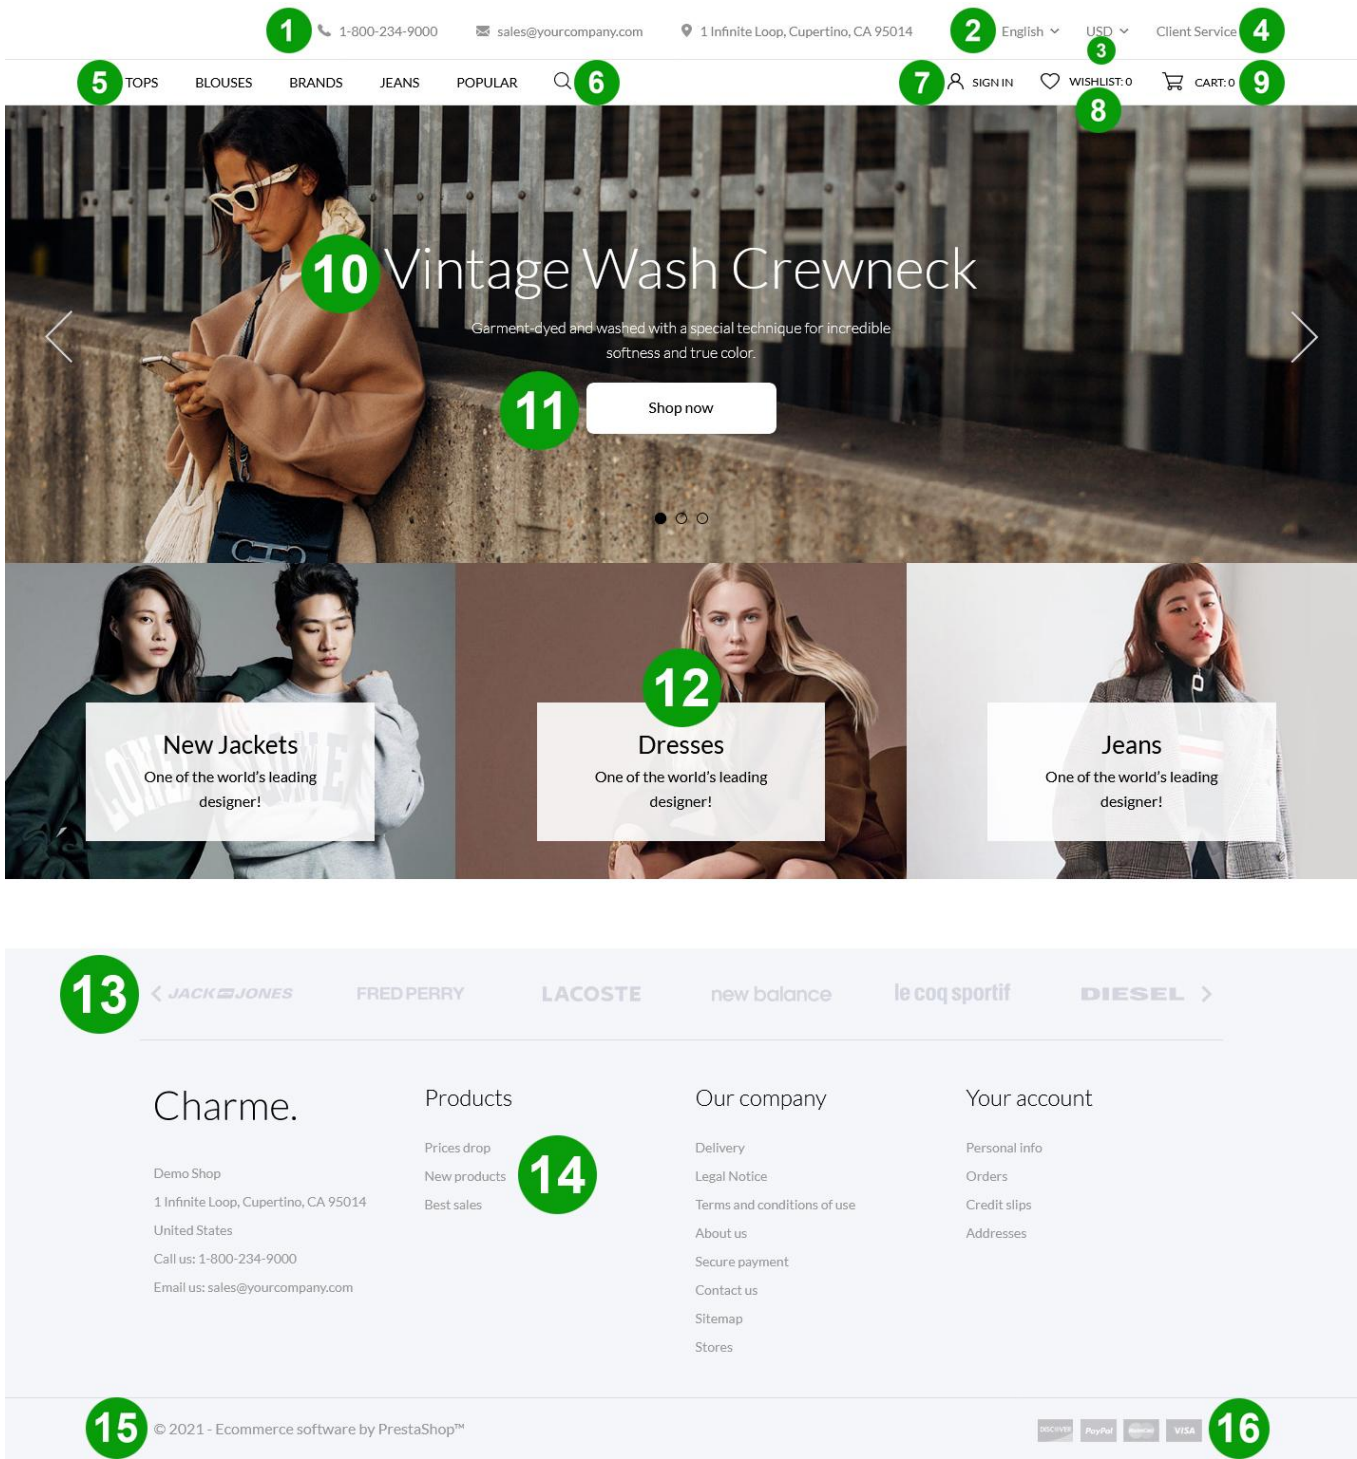 1 1-800-234-9000 sales@yourcompany.com 1 Infinite Loop, Cupertino, CA 95014 2 English USD Client Service 4
3
5 TOPS BLOUSES BRANDS JEANS POPULAR 6 7 SIGN IN WISHLIST: 0 CART: 0 9
8
10 Vintage Wash Crewneck
Garment-dyed and washed with a special technique for incredible
softness and true color.
11 Shop now
12
New Jackets
One of the world's leading
designer!
Dresses
One of the world's leading
designer!
Jeans
One of the world's leading
designer!
13 JACK & JONES FRED PERRY LACOSTE new balance le coq sportif DIESEL
Charme.
Demo Shop
1 Infinite Loop, Cupertino, CA 95014
United States
Call us: 1-800-234-9000
Email us: sales@yourcompany.com
Products
Prices drop
New products
Best sales
14
Our company
Delivery
Legal Notice
Terms and conditions of use
About us
Secure payment
Contact us
Sitemap
Stores
Your account
Personal info
Orders
Credit slips
Addresses
15 © 2021 - Ecommerce software by PrestaShop™
DISCOVER PayPal MasterCard VISA 16